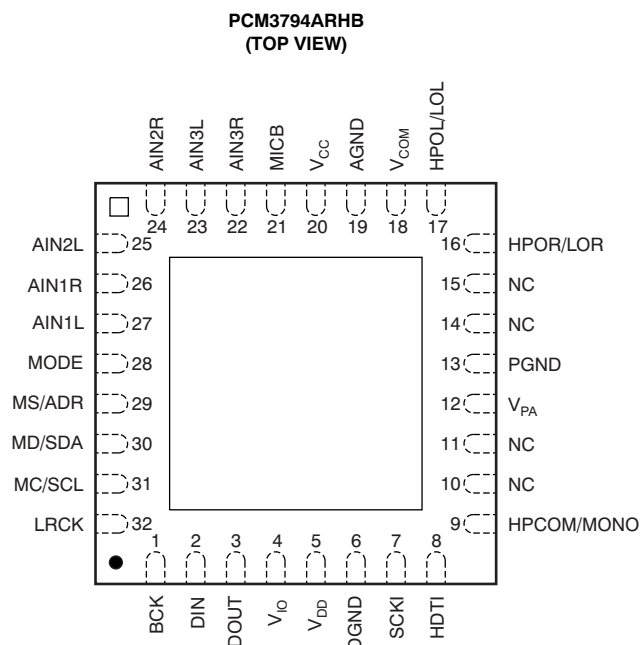 PCM3794ARHB
(TOP VIEW)
AIN2R AIN3L AIN3R MICB VCC AGND VCOM HPOL/LOL
24 23 22 21 20 19 18 17
AIN2L 25 16 HPOR/LOR
AIN1R 26 15 NC
AIN1L 27 14 NC
MODE 28 13 PGND
MS/ADR 29 12 VPA
MD/SDA 30 11 NC
MC/SCL 31 10 NC
LRCK 32 9 HPCOM/MONO
1 2 3 4 5 6 7 8
BCK DIN DOUT VIO VDD DGND SCKI HDTI